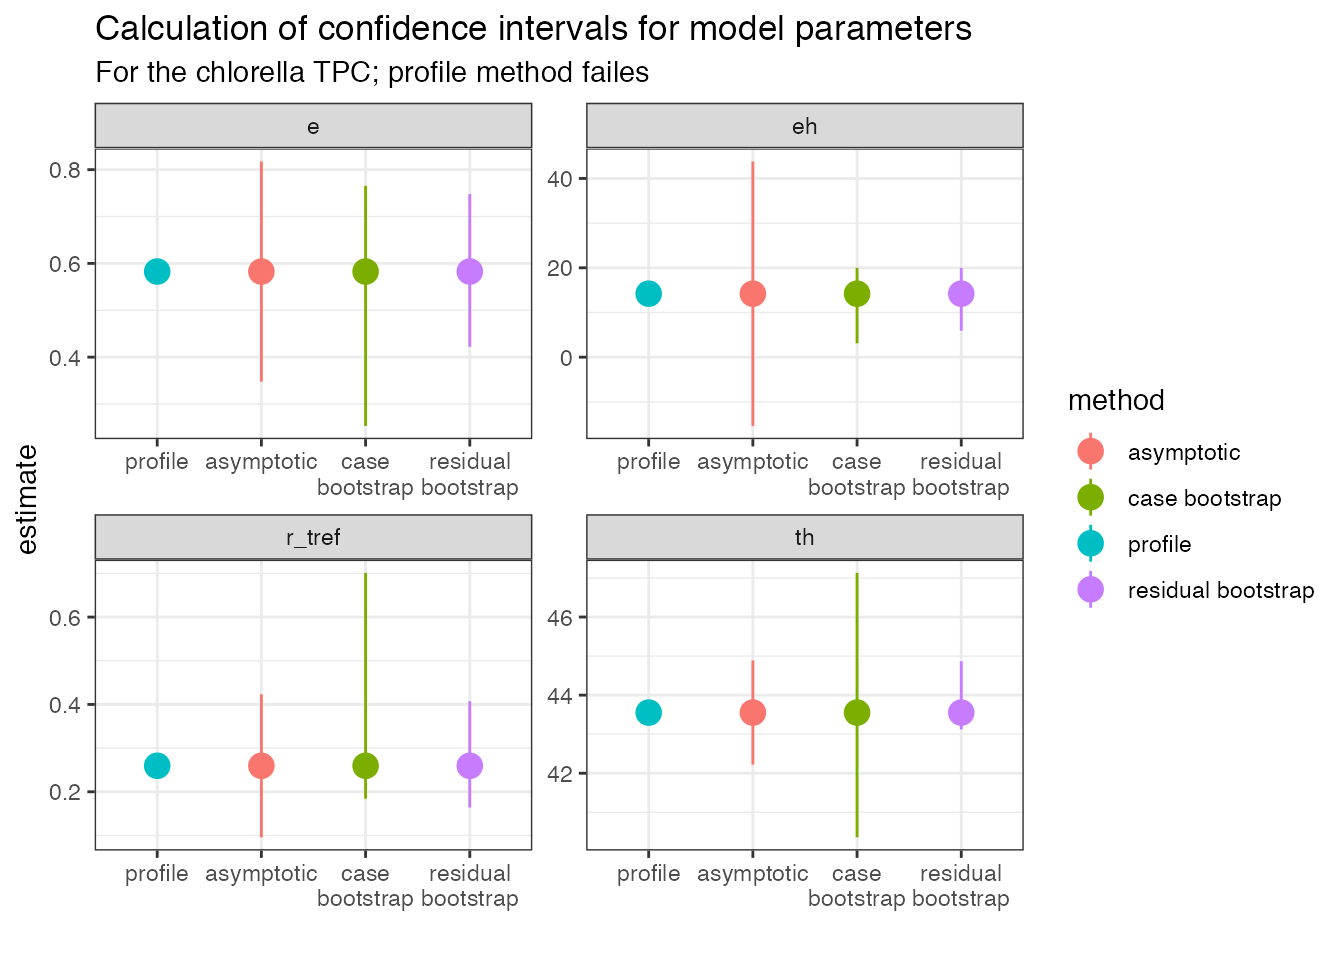 Calculation of confidence intervals for model parameters
For the chlorella TPC; profile method failes
e
eh
0.8
0.6
0.4
40
20
0
profile asymptotic case bootstrap residual bootstrap
profile asymptotic case bootstrap residual bootstrap
estimate
r_tref
th
0.6
0.4
0.2
46
44
42
profile asymptotic case bootstrap residual bootstrap
profile asymptotic case bootstrap residual bootstrap
method
asymptotic
case bootstrap
profile
residual bootstrap